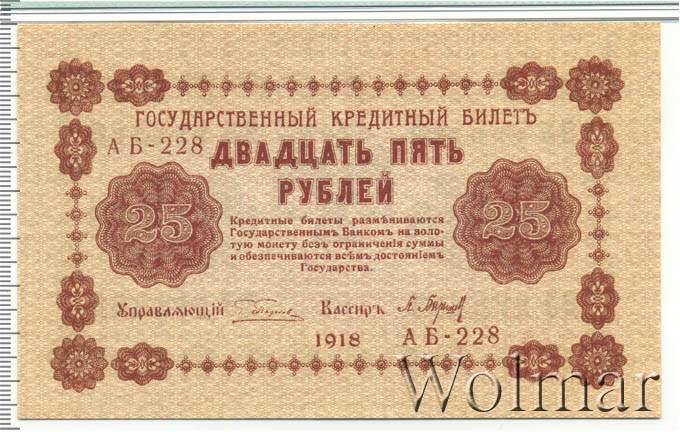 ГОСУДАРСТВЕННЫЙ КРЕДИТНЫЙ БИЛЕТЪ
АБ-228
ДВАДЦАТЬ ПЯТЬ
РУБЛЕЙ
25
25
Кредитные билеты размѣниваются
Государственнымъ Банкомъ на золо-
тую монету безъ ограниченія суммы
и обезпечиваются всѣмъ достояніемъ
Государства.
Управляющій
Кассиръ
1918 АБ-228
Wolmar